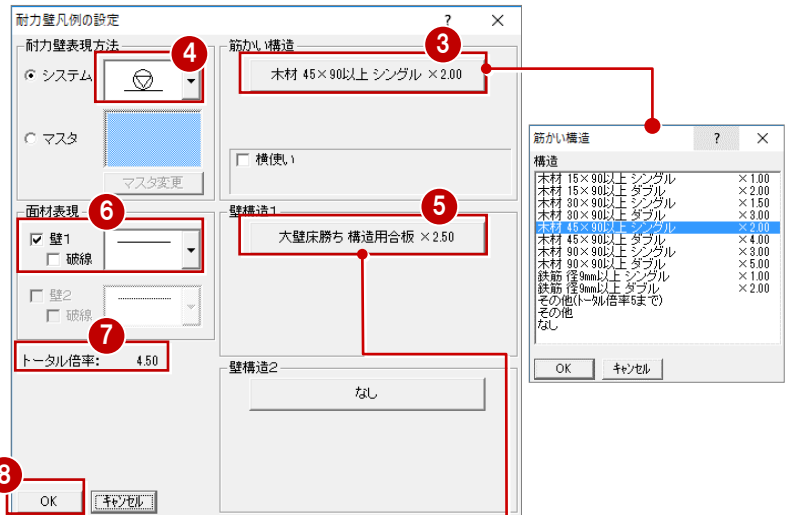 耐力壁凡例の設定 ? ×
耐力壁表現方法
システム
4
マスタ
マスタ変更
面材表現
6
壁1
破線
壁2
破線
7
トータル倍率: 4.50
8
OK
キャンセル
筋かい構造
3
木材 45×90以上 シングル ×2.00
横使い
壁構造1
5
大壁床勝ち 構造用合板 ×2.50
壁構造2
なし
筋かい構造 ? ×
構造
木材 15×90以上 シングル ×1.00
木材 15×90以上 ダブル ×2.00
木材 30×90以上 シングル ×1.50
木材 30×90以上 ダブル ×3.00
木材 45×90以上 シングル ×2.00
木材 45×90以上 ダブル ×4.00
木材 90×90以上 シングル ×3.00
木材 90×90以上 ダブル ×5.00
鉄筋 径9mm以上 シングル ×1.00
鉄筋 径9mm以上 ダブル ×2.00
その他(トータル倍率5まで)
その他
なし
OK
キャンセル